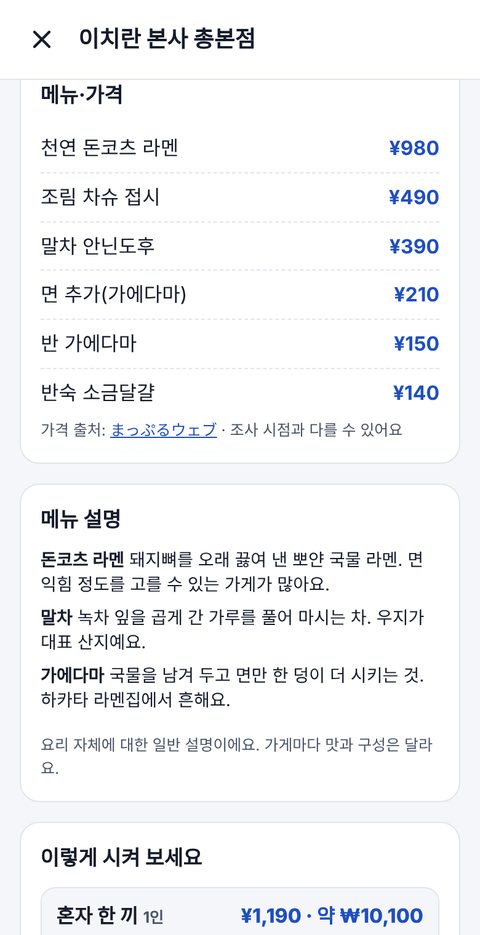 이치란 본사 총본점
메뉴·가격
천연 돈코츠 라멘 ¥980
조림 차슈 접시 ¥490
말차 안닌도후 ¥390
면 추가(가에다마) ¥210
반 가에다마 ¥150
반숙 소금달걀 ¥140
가격 출처: まっぷるウェブ · 조사 시점과 다를 수 있어요
메뉴 설명
돈코츠 라멘 돼지뼈를 오래 끓여 낸 뽀얀 국물 라멘. 면
익힘 정도를 고를 수 있는 가게가 많아요.
말차 녹차 잎을 곱게 간 가루를 풀어 마시는 차. 우지가
대표 산지예요.
가에다마 국물을 남겨 두고 면만 한 덩이 더 시키는 것.
하카타 라멘집에서 흔해요.
요리 자체에 대한 일반 설명이에요. 가게마다 맛과 구성은 달라
요.
이렇게 시켜 보세요
혼자 한 끼 1인 ¥1,190 · 약 ₩10,100